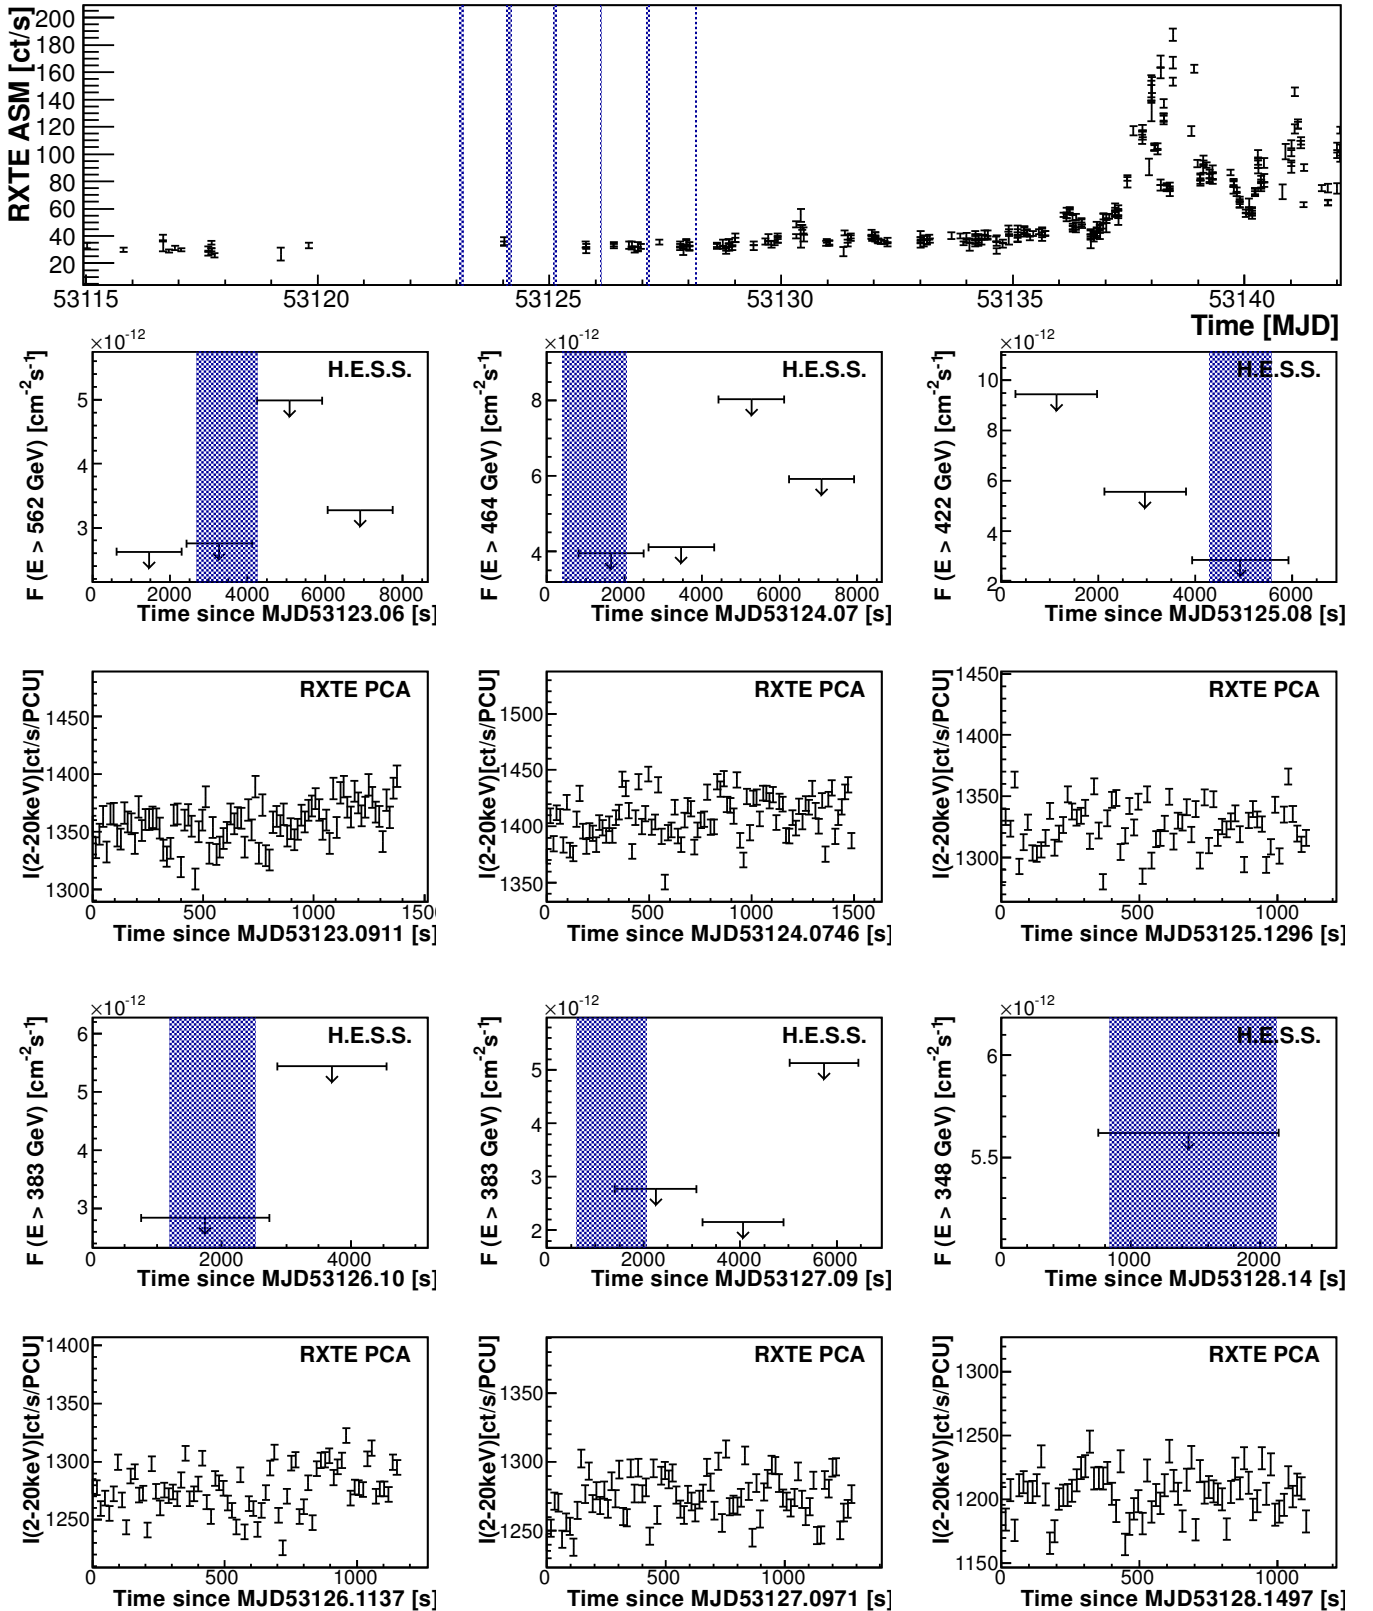 RXTE ASM [ct/s]
200
180
160
140
120
100
80
60
40
20
53115 53120 53125 53130 53135 53140
Time [MJD]
×10-12 ×10-12 ×10-12
F (E > 562 GeV) [cm-2s-1]
H.E.S.S.
5
4
3
0 2000 4000 6000 8000
Time since MJD53123.06 [s]
F (E > 464 GeV) [cm-2s-1]
H.E.S.S.
8
6
4
0 2000 4000 6000 8000
Time since MJD53124.07 [s]
F (E > 422 GeV) [cm-2s-1]
H.E.S.S.
10
8
6
4
2
0 2000 4000 6000
Time since MJD53125.08 [s]
I(2-20keV)[ct/s/PCU]
RXTE PCA
1450
1400
1350
1300
0 500 1000 150
Time since MJD53123.0911 [s]
I(2-20keV)[ct/s/PCU]
RXTE PCA
1500
1450
1400
1350
0 500 1000 1500
Time since MJD53124.0746 [s]
I(2-20keV)[ct/s/PCU]
RXTE PCA
1450
1400
1350
1300
0 500 1000
Time since MJD53125.1296 [s]
×10-12 ×10-12 ×10-12
F (E > 383 GeV) [cm-2s-1]
H.E.S.S.
6
5
4
3
0 2000 4000
Time since MJD53126.10 [s]
F (E > 383 GeV) [cm-2s-1]
H.E.S.S.
5
4
3
2
0 2000 4000 6000
Time since MJD53127.09 [s]
F (E > 348 GeV) [cm-2s-1]
H.E.S.S.
6
5.5
0 1000 2000
Time since MJD53128.14 [s]
I(2-20keV)[ct/s/PCU]
RXTE PCA
1400
1350
1300
1250
0 500 1000
Time since MJD53126.1137 [s]
I(2-20keV)[ct/s/PCU]
RXTE PCA
1350
1300
1250
0 500 1000
Time since MJD53127.0971 [s]
I(2-20keV)[ct/s/PCU]
RXTE PCA
1300
1250
1200
1150
0 500 1000
Time since MJD53128.1497 [s]